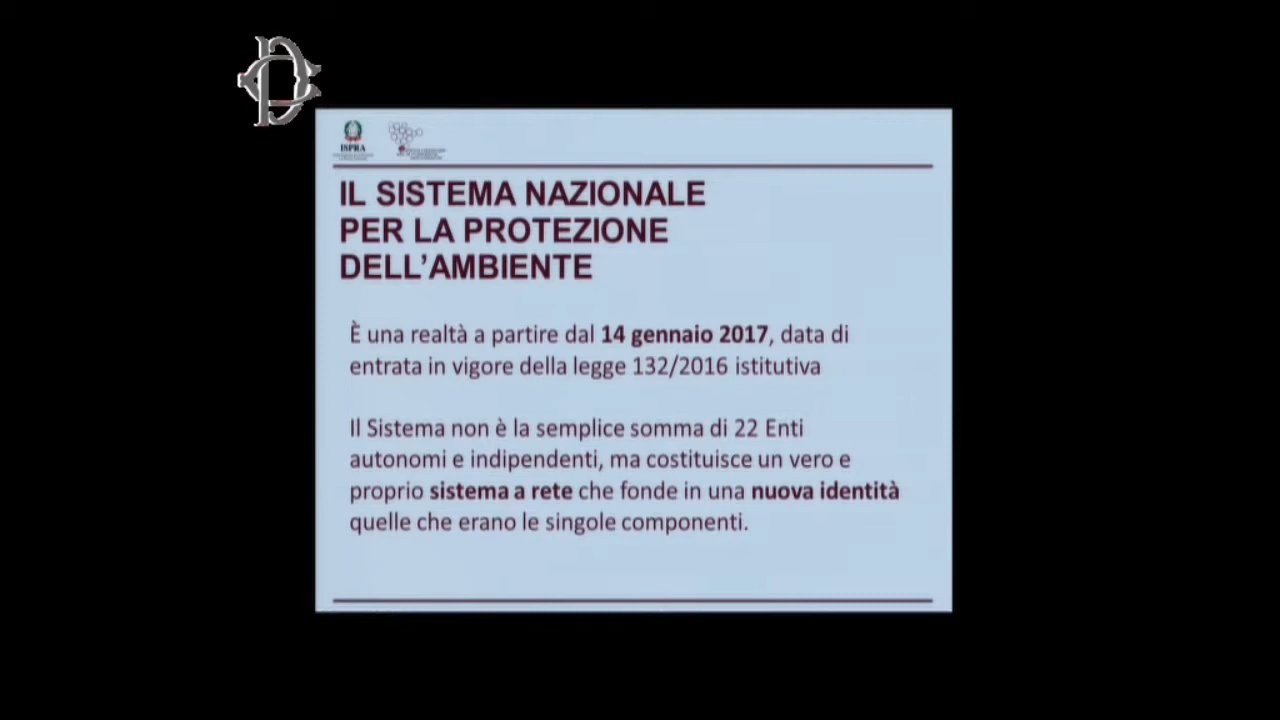 ISPRA
IL SISTEMA NAZIONALE
PER LA PROTEZIONE
DELL'AMBIENTE
È una realtà a partire dal 14 gennaio 2017, data di
entrata in vigore della legge 132/2016 istitutiva
Il Sistema non è la semplice somma di 22 Enti
autonomi e indipendenti, ma costituisce un vero e
proprio sistema a rete che fonde in una nuova identità
quelle che erano le singole componenti.